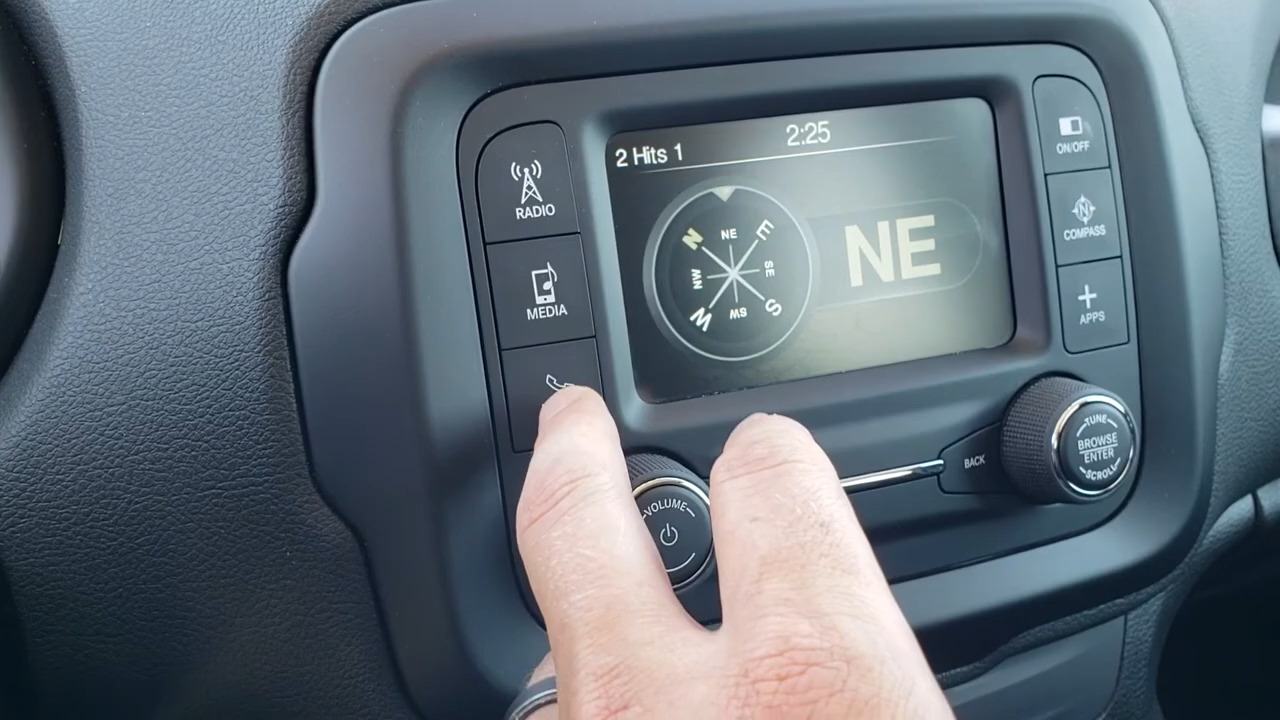 2:25
2 Hits 1
RADIO
MEDIA
NE
N
E
NW
SE
W
SW
S
NE
ON/OFF
N
COMPASS
APPS
VOLUME
BACK
TUNE
BROWSE
ENTER
SCROLL